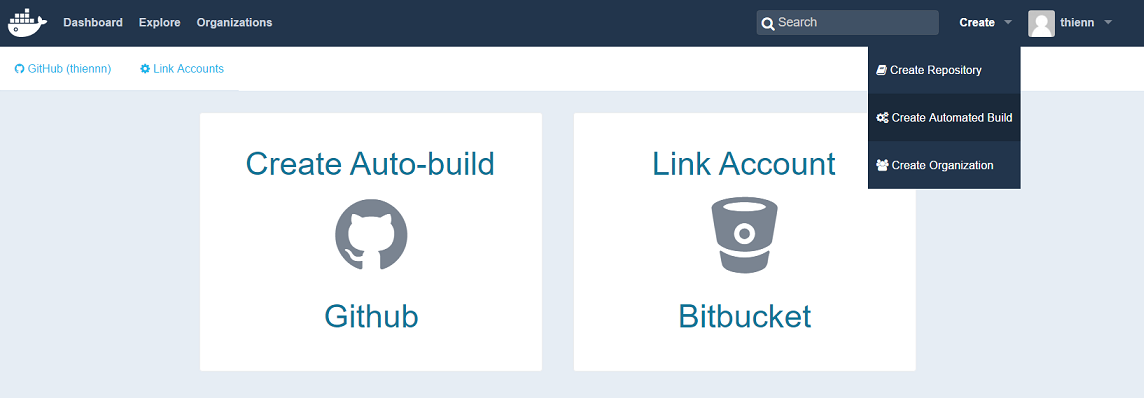 Dashboard Explore Organizations Search Create thienn
GitHub (thiennn) Link Accounts
Create Repository
Create Automated Build
Create Organization
Create Auto-build
Github
Link Account
Bitbucket